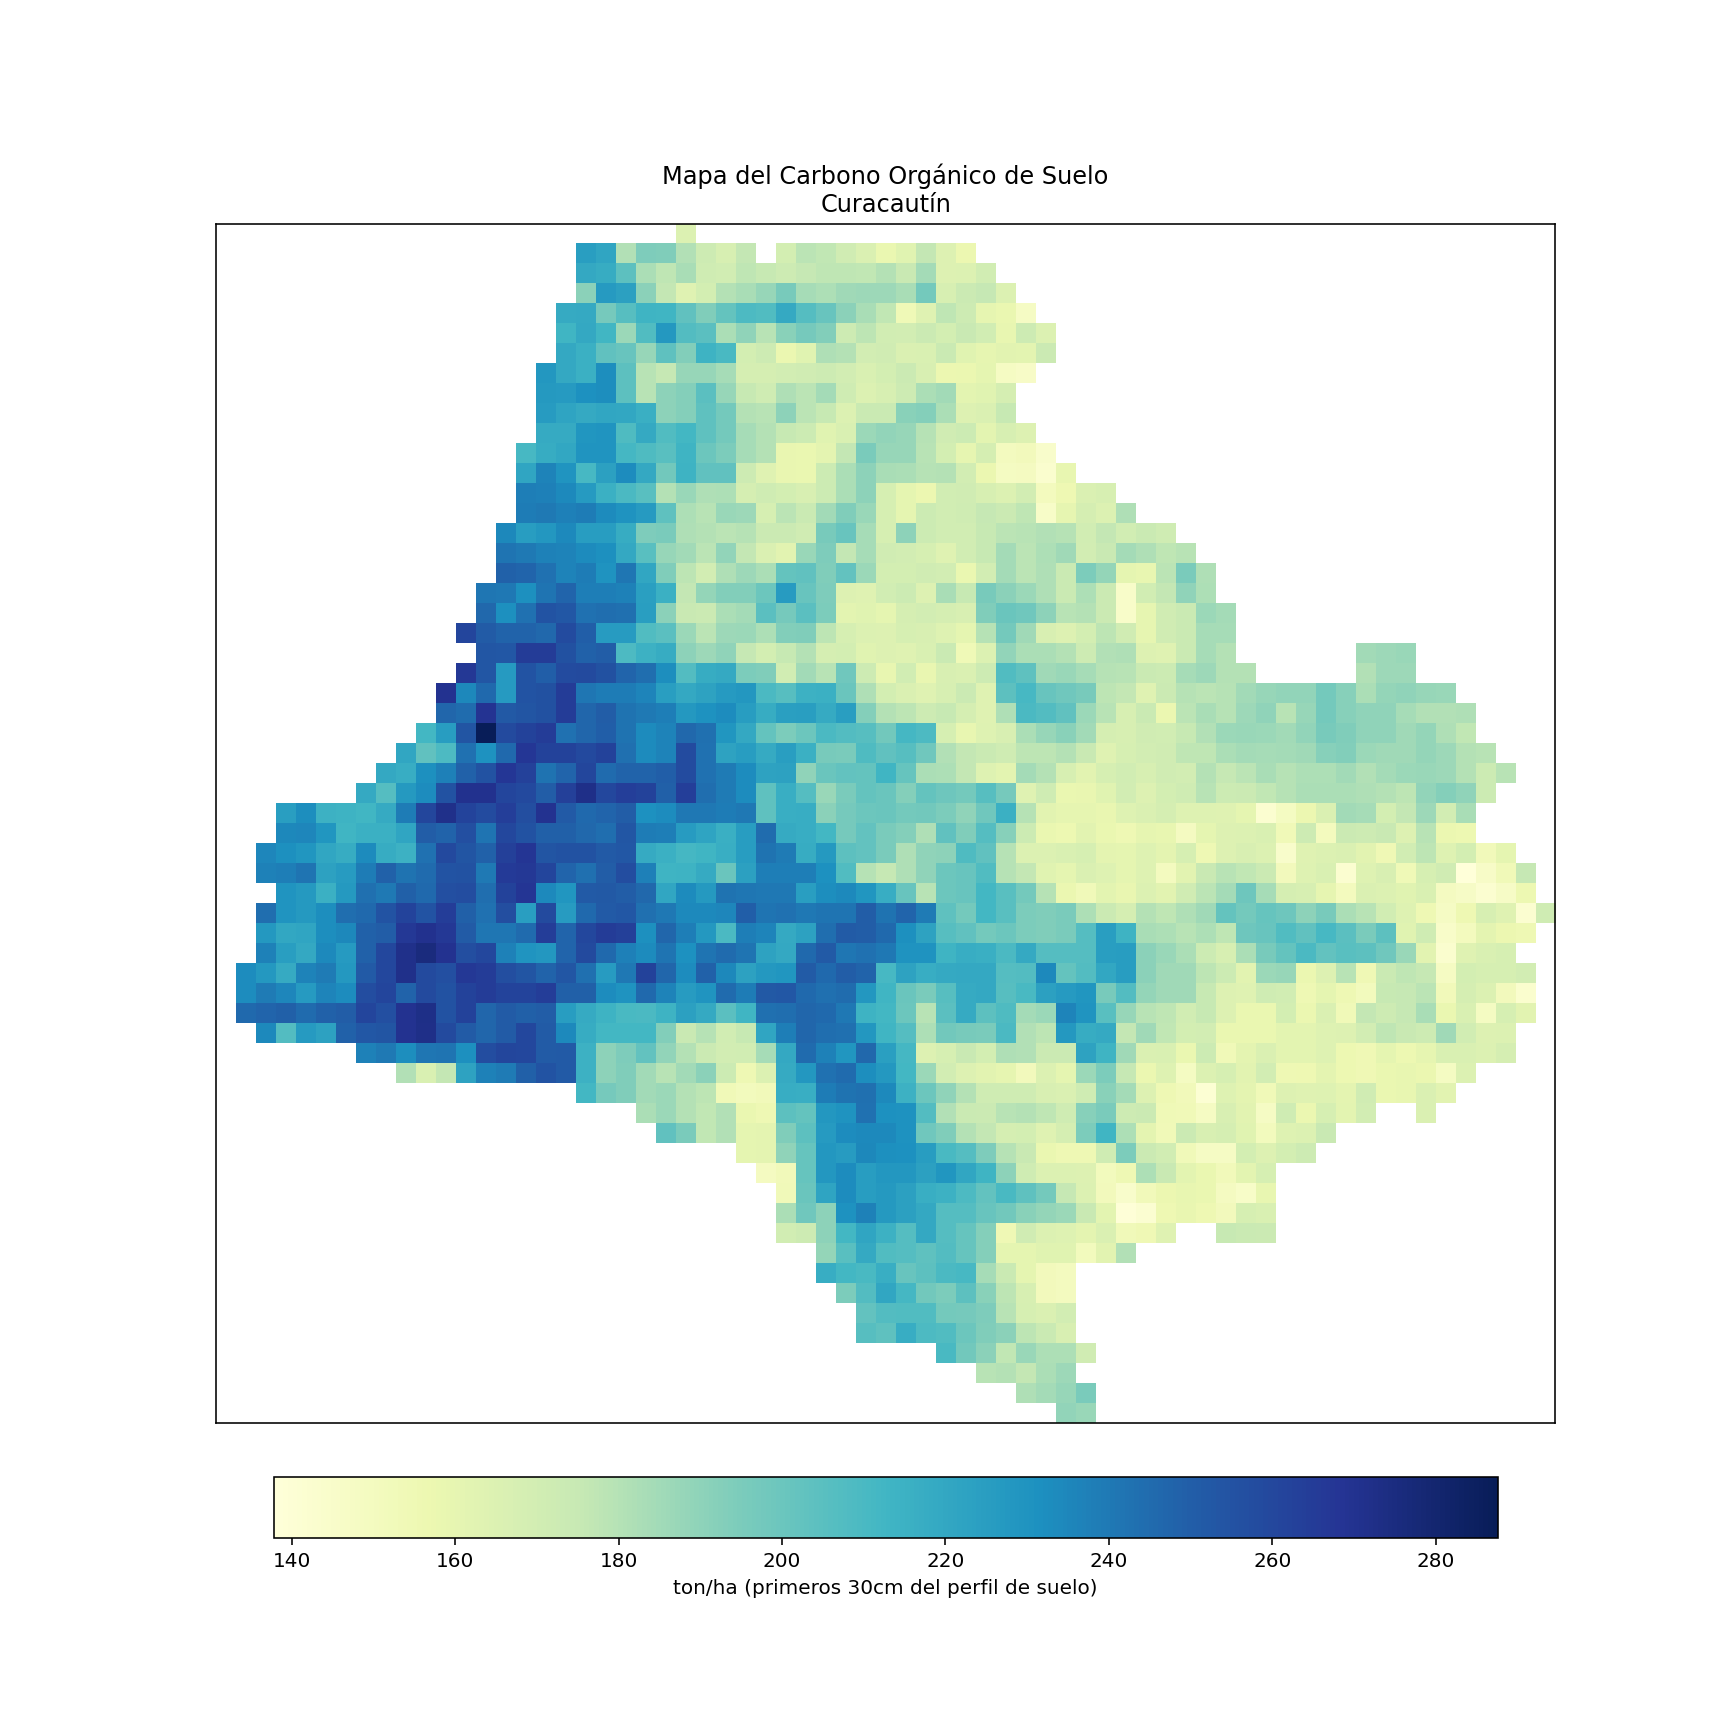 Mapa del Carbono Orgánico de Suelo
Curacautín
140 160 180 200 220 240 260 280
ton/ha (primeros 30cm del perfil de suelo)